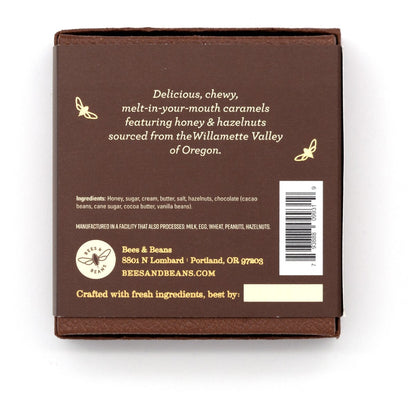 Delicious, chewy,
melt-in-your-mouth caramels
featuring honey & hazelnuts
sourced from theWillamette Valley
of Oregon.
Ingredients: Honey, sugar, cream, butter, salt, hazelnuts, chocolate (cacao
beans, cane sugar, cocoa butter, vanilla beans).
MANUFACTURED IN A FACILITY THAT ALSO PROCESSES: MILK, EGG, WHEAT, PEANUTS, HAZELNUTS.
BEES &
BEANS
Bees & Beans
8801 N Lombard · Portland, OR 97203
BEESANDBEANS.COM
Crafted with fresh ingredients, best by: